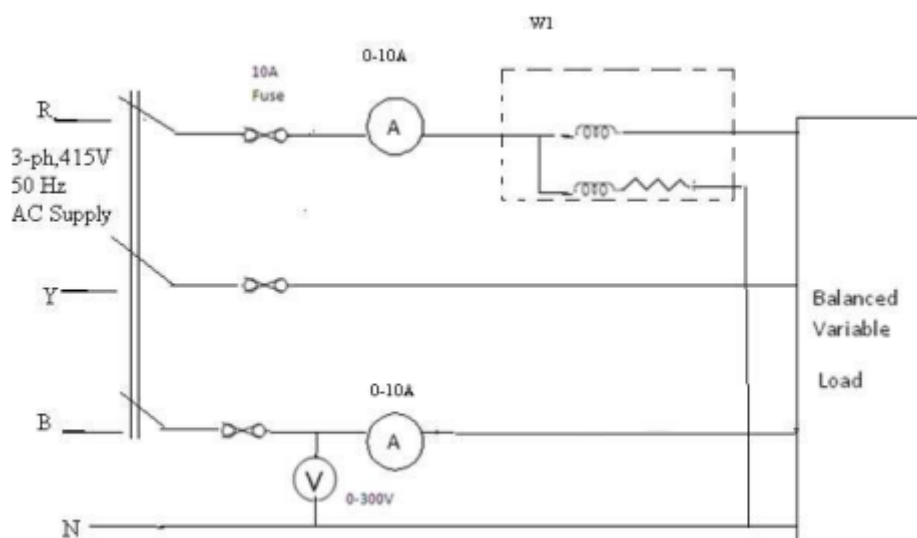 W1
0-10A
10A
Fuse
R
A
3-ph,415V
50 Hz
AC Supply
Y
Balanced
Variable
Load
0-10A
B
A
V
0-300V
N